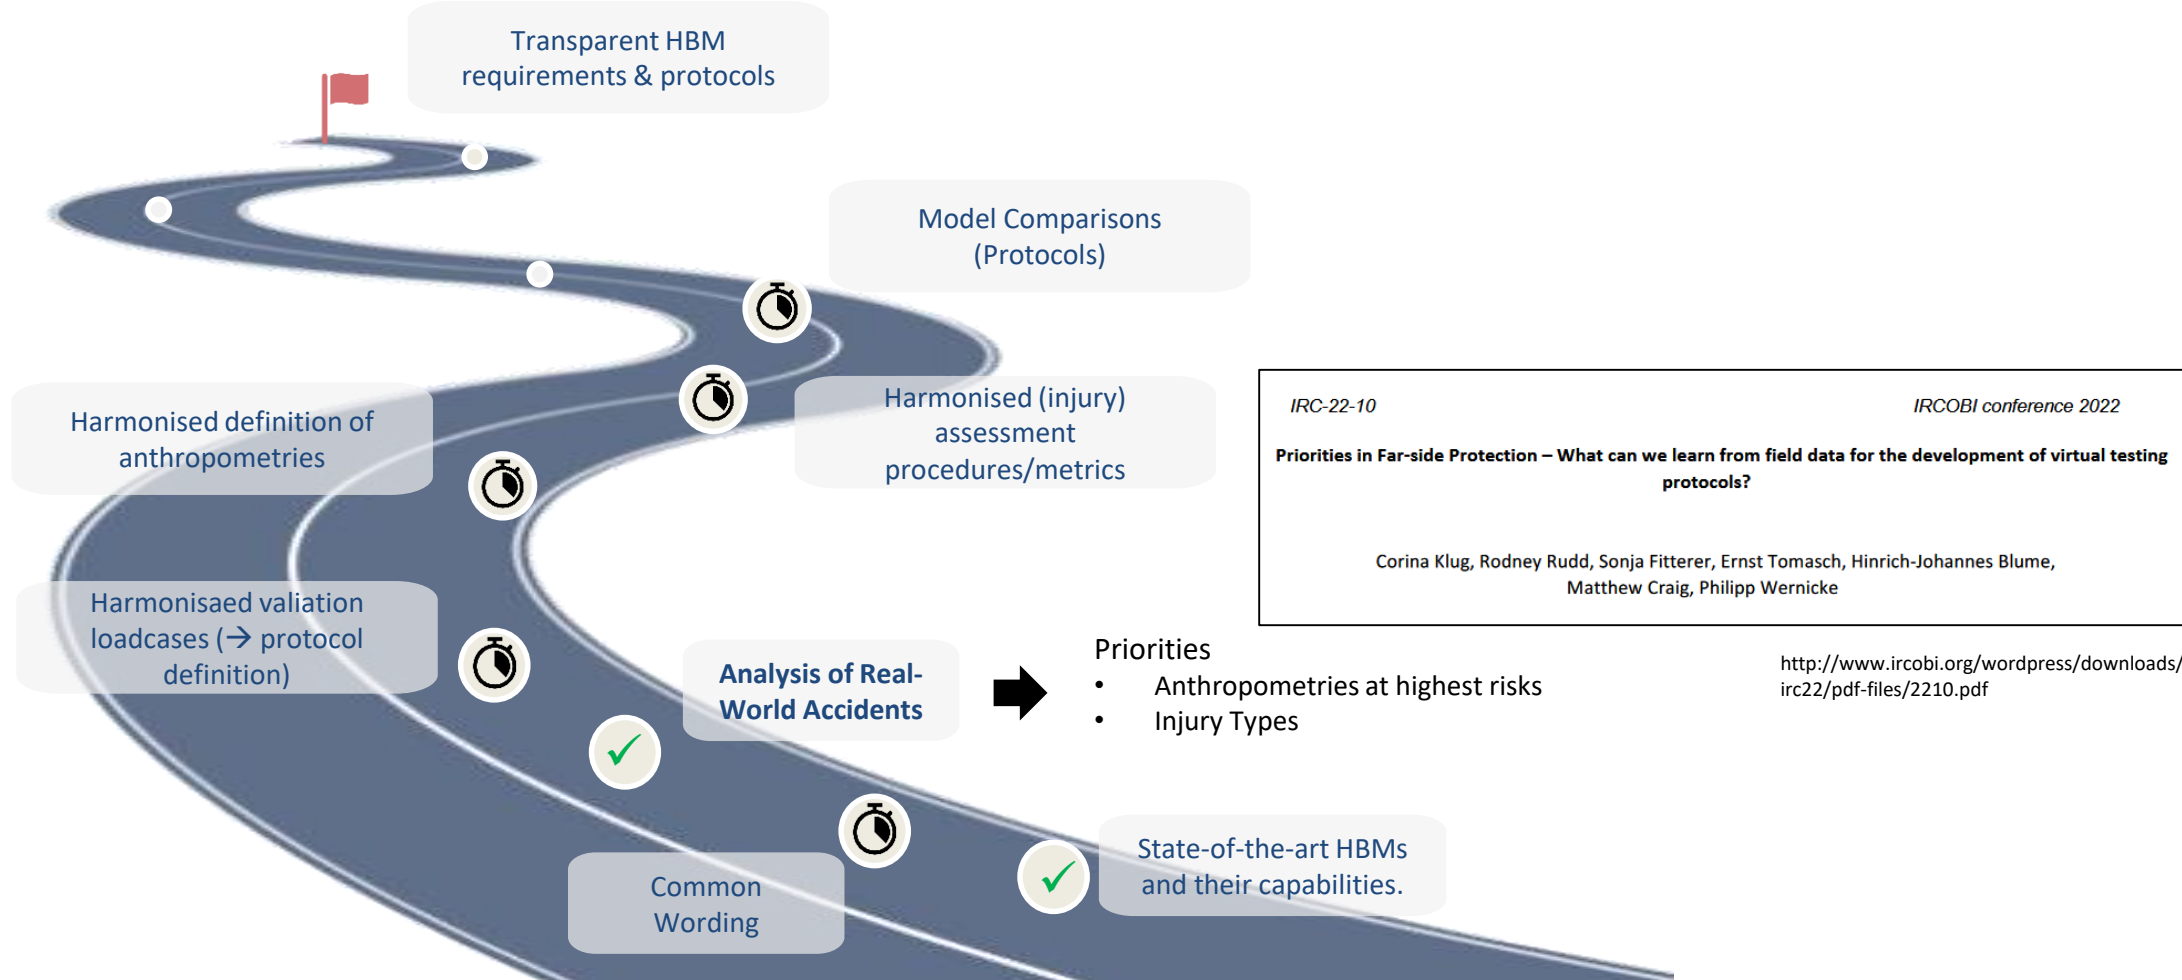 Transparent HBM
requirements & protocols
Model Comparisons
(Protocols)
Harmonised (injury)
assessment
procedures/metrics
Harmonised definition of
anthropometries
Harmonisaed valiation
loadcases (→ protocol
definition)
Analysis of Real-
World Accidents
Priorities
• Anthropometries at highest risks
• Injury Types
Common
Wording
State-of-the-art HBMs
and their capabilities.
IRC-22-10 IRCOBI conference 2022
Priorities in Far-side Protection – What can we learn from field data for the development of virtual testing
protocols?
Corina Klug, Rodney Rudd, Sonja Fitterer, Ernst Tomasch, Hinrich-Johannes Blume,
Matthew Craig, Philipp Wernicke
http://www.ircobi.org/wordpress/downloads/
irc22/pdf-files/2210.pdf